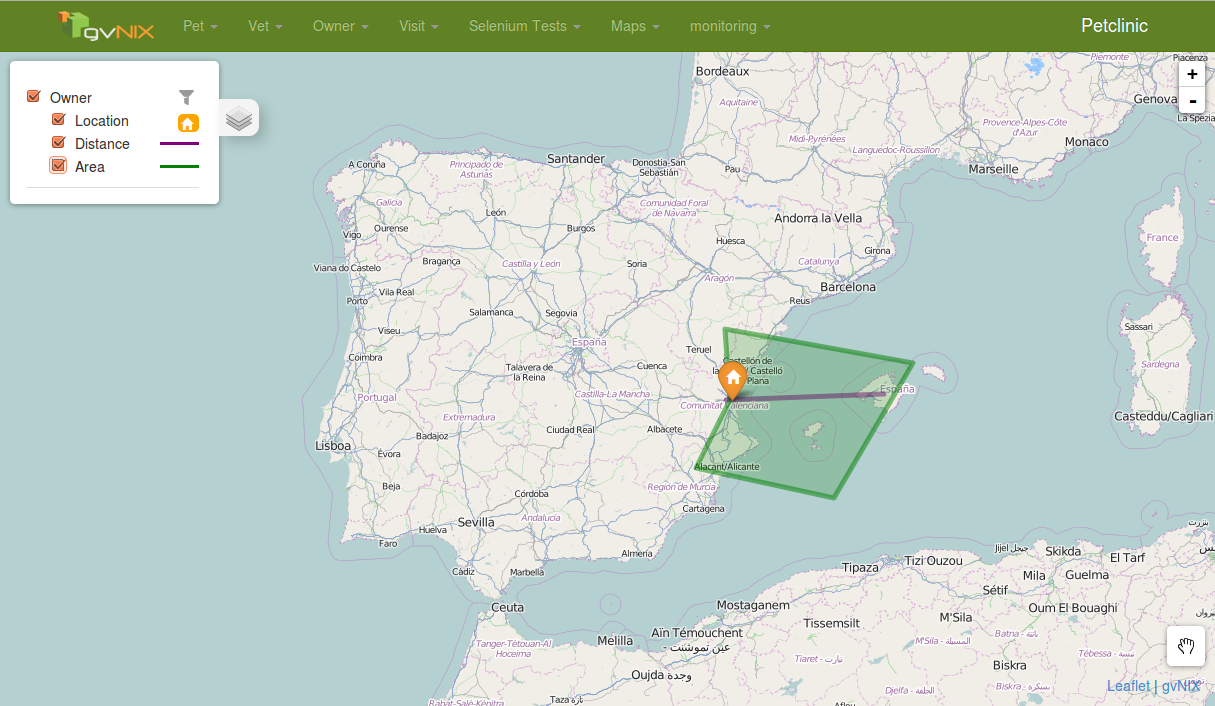 gvNIX
Pet
Vet
Owner
Visit
Selenium Tests
Maps
monitoring
Petclinic
Owner
Location
Distance
Area
+
-
Bordeaux
Piemonte
Piacenza
Genova
La Spezia
Aquitaine
Midi-Pyrénées
Languedoc-Roussillon
Provence-Alpes-Côte
d'Azur
Monaco
Marseille
A Coruña
Principado de
Asturias
Santander
Donostia-San
Sebastián
Pau
Galicia
León
Comunidad Foral
de Navarra
Andorra la Vella
Vigo
Ourense
Burgos
Huesca
Girona
France
Viana do Castelo
Bragança
Castilla y León
Soria
Catalunya
Aragón
Barcelona
Porto
Vila Real
Salamanca
Segovia
Reus
Viseu
España
Sassari
Coimbra
Talavera de
la Reina
Teruel
Cuenca
Castellón de
la
Castelló
Plana
Sardegna
España
Portugal
Castilla-La Mancha
Comunitat Valenciana
Extremadura
Casteddu/Cagliari
Lisboa
Badajoz
Ciudad Real
Albacete
Évora
Alacant/Alicante
Beja
Región de Murcia
Córdoba
Cartagena
Huelva
Sevilla
Andalucía
Faro
Almería
Cádiz
Marbella
بنزرت
Jijel جيجل
Skikda
El Tarf
Tipaza
Tizi Ouzou
Mila
Guelma
Sétif
Ceuta
Mostaganem
Oum El Bouaghi
M'Sila
Tissemsilt
Melilla
Aïn Témouchent
عين تموشنت -
Tanger-Tétouan-Al
Hoceima
M'Sila - المسيلة
Batna - باتنة
Tébessa - تبسة
Tiaret - تيارت
Biskra
Oujda وجدة
Djelfa - الجلفة
Biskra - بسكرة
Taza تازة
Rabat-Salé-Kénitra
Aflou
Leaflet | gvNIX